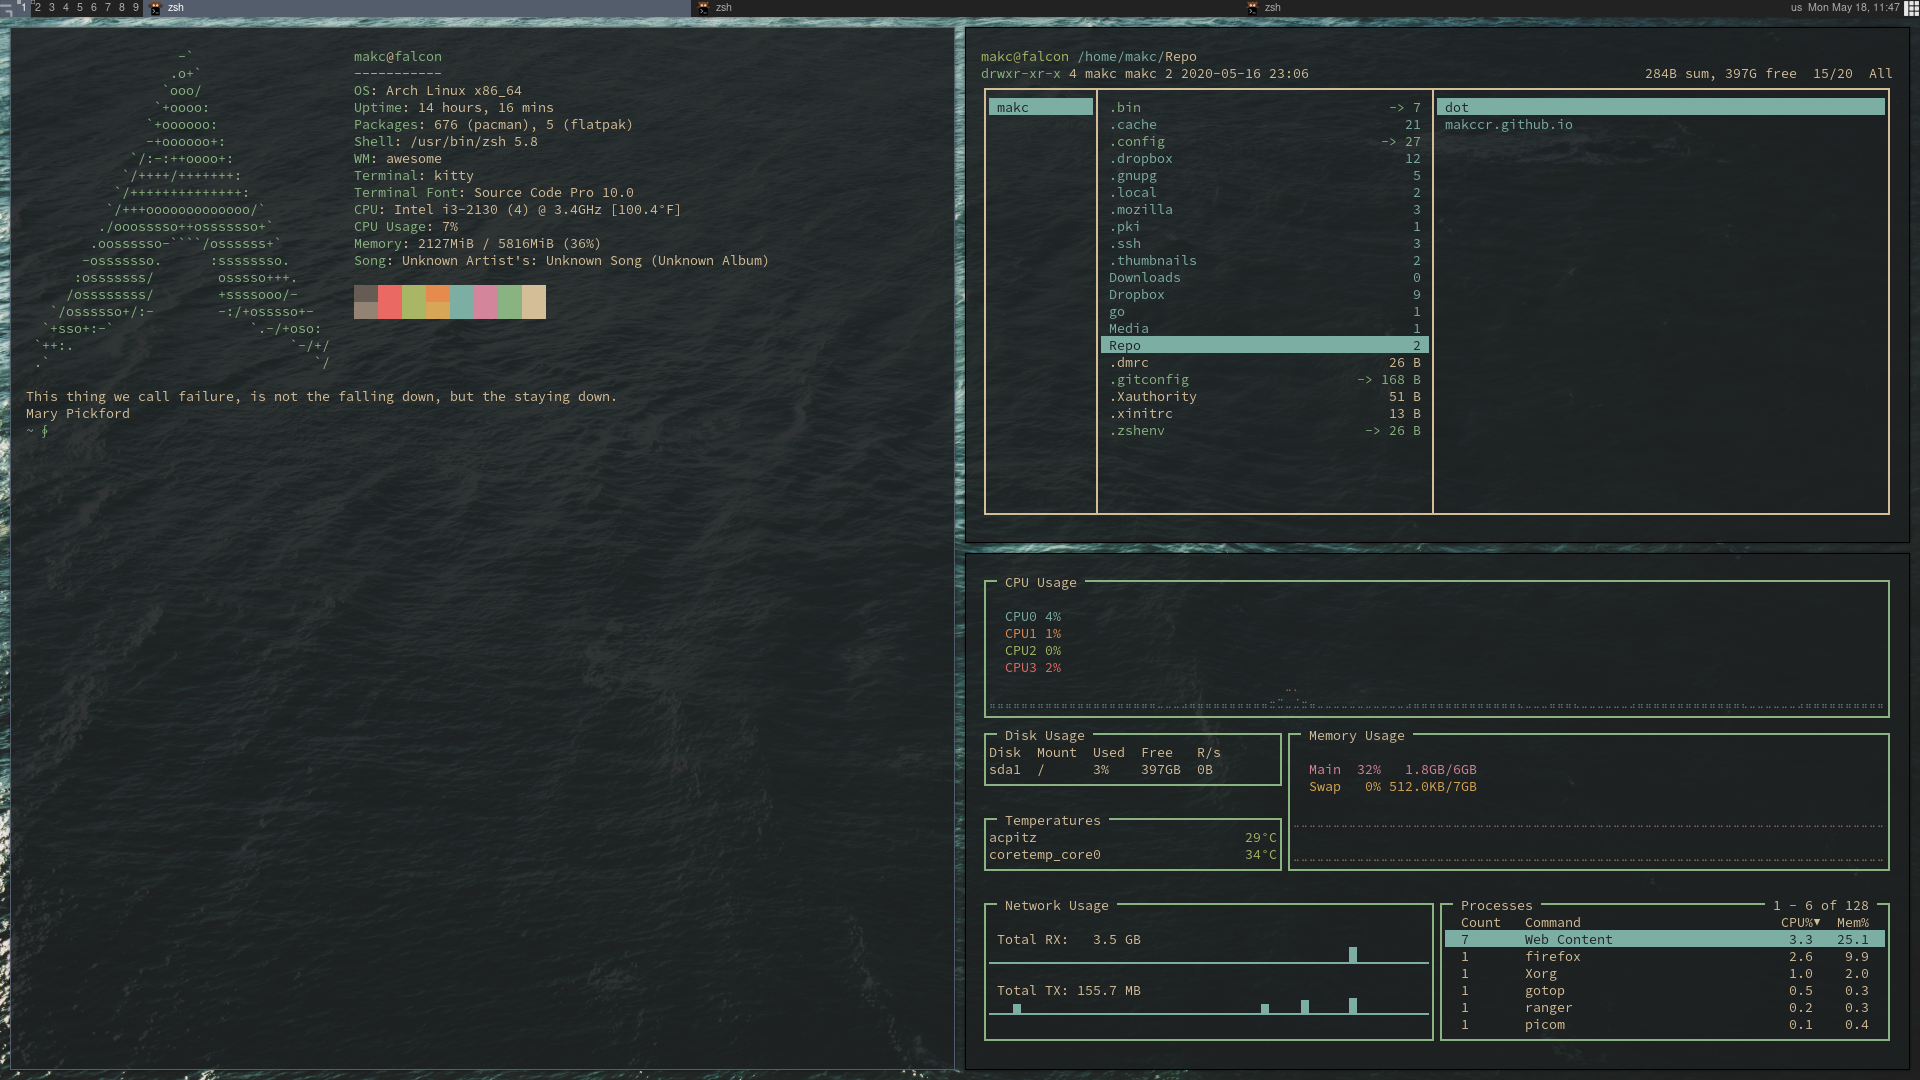 1 2 3 4 5 6 7 8 9 zsh zsh zsh us Mon May 18, 11:47
-`
.o+`
`ooo/
`+oooo:
`+oooooo:
-+oooooo+:
`/:-:++oooo+:
`/++++/+++++++:
`/++++++++++++++:
`/+++ooooooooooooo/`
./ooosssso++osssssso+`
.oossssso-````/ossssss+`
-osssssso. :ssssssso.
:osssssss/ osssso+++.
/ossssssss/ +ssssooo/-
`/ossssso+/:- -:/+osssso+-
`+sso+:-` `.-/+oso:
`++:. `-/+/
.` `/
makc@falcon
-----------
OS: Arch Linux x86_64
Uptime: 14 hours, 16 mins
Packages: 676 (pacman), 5 (flatpak)
Shell: /usr/bin/zsh 5.8
WM: awesome
Terminal: kitty
Terminal Font: Source Code Pro 10.0
CPU: Intel i3-2130 (4) @ 3.4GHz [100.4°F]
CPU Usage: 7%
Memory: 2127MiB / 5816MiB (36%)
Song: Unknown Artist's: Unknown Song (Unknown Album)
This thing we call failure, is not the falling down, but the staying down.
Mary Pickford
~ ∮
makc@falcon /home/makc/Repo
drwxr-xr-x 4 makc makc 2 2020-05-16 23:06 284B sum, 397G free 15/20 All
makc
.bin -> 7
.cache 21
.config -> 27
.dropbox 12
.gnupg 5
.local 2
.mozilla 3
.pki 1
.ssh 3
.thumbnails 2
Downloads 0
Dropbox 9
go 1
Media 1
Repo 2
.dmrc 26 B
.gitconfig -> 168 B
.Xauthority 51 B
.xinitrc 13 B
.zshenv -> 26 B
dot
makccr.github.io
CPU Usage
CPU0 4%
CPU1 1%
CPU2 0%
CPU3 2%
Disk Usage
Disk Mount Used Free R/s
sda1 / 3% 397GB 0B
Memory Usage
Main 32% 1.8GB/6GB
Swap 0% 512.0KB/7GB
Temperatures
acpitz 29°C
coretemp_core0 34°C
Network Usage
Total RX: 3.5 GB
Total TX: 155.7 MB
Processes 1 - 6 of 128
Count Command CPU%▼ Mem%
7 Web Content 3.3 25.1
1 firefox 2.6 9.9
1 Xorg 1.0 2.0
1 gotop 0.5 0.3
1 ranger 0.2 0.3
1 picom 0.1 0.4